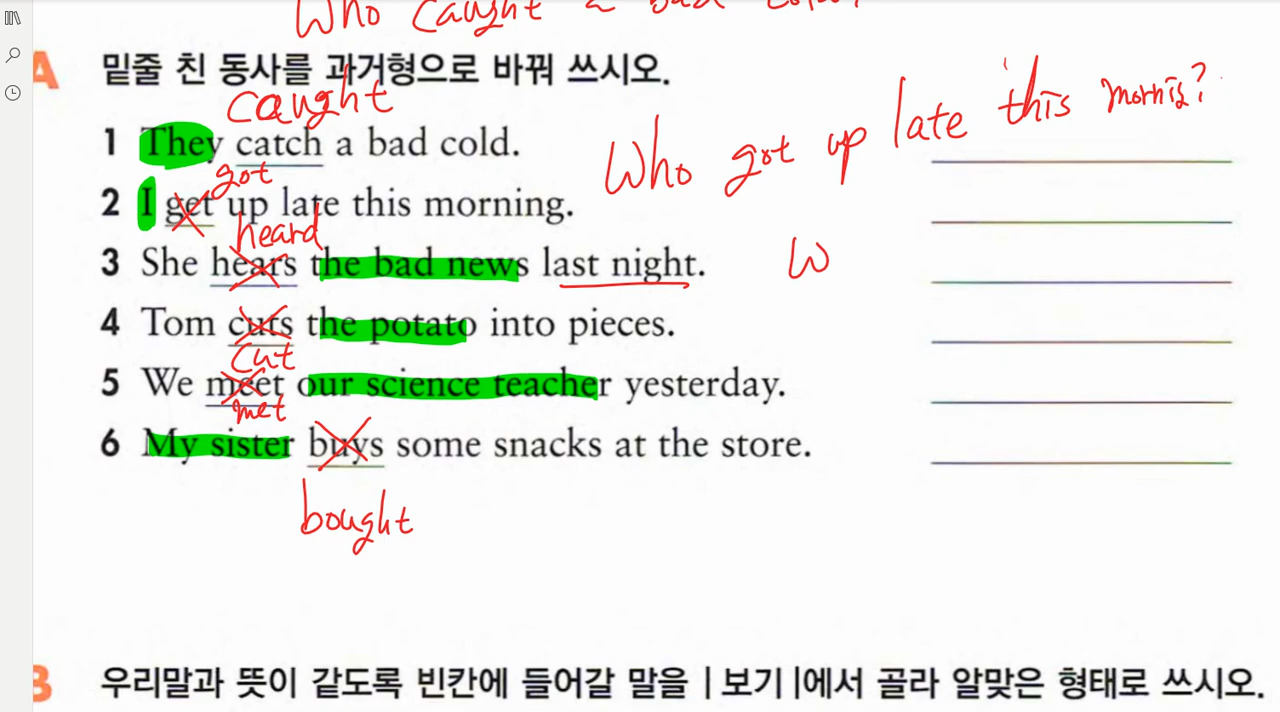 Who caught a bad cold?
A 밑줄 친 동사를 과거형으로 바꿔 쓰시오.
caught
1 They catch a bad cold.
Who got up late this morning?
got
2 I get up late this morning.
heard
3 She hears the bad news last night.
W
4 Tom cuts the potato into pieces.
cut
5 We meet our science teacher yesterday.
met
6 My sister buys some snacks at the store.
bought
B 우리말과 뜻이 같도록 빈칸에 들어갈 말을 |보기|에서 골라 알맞은 형태로 쓰시오.